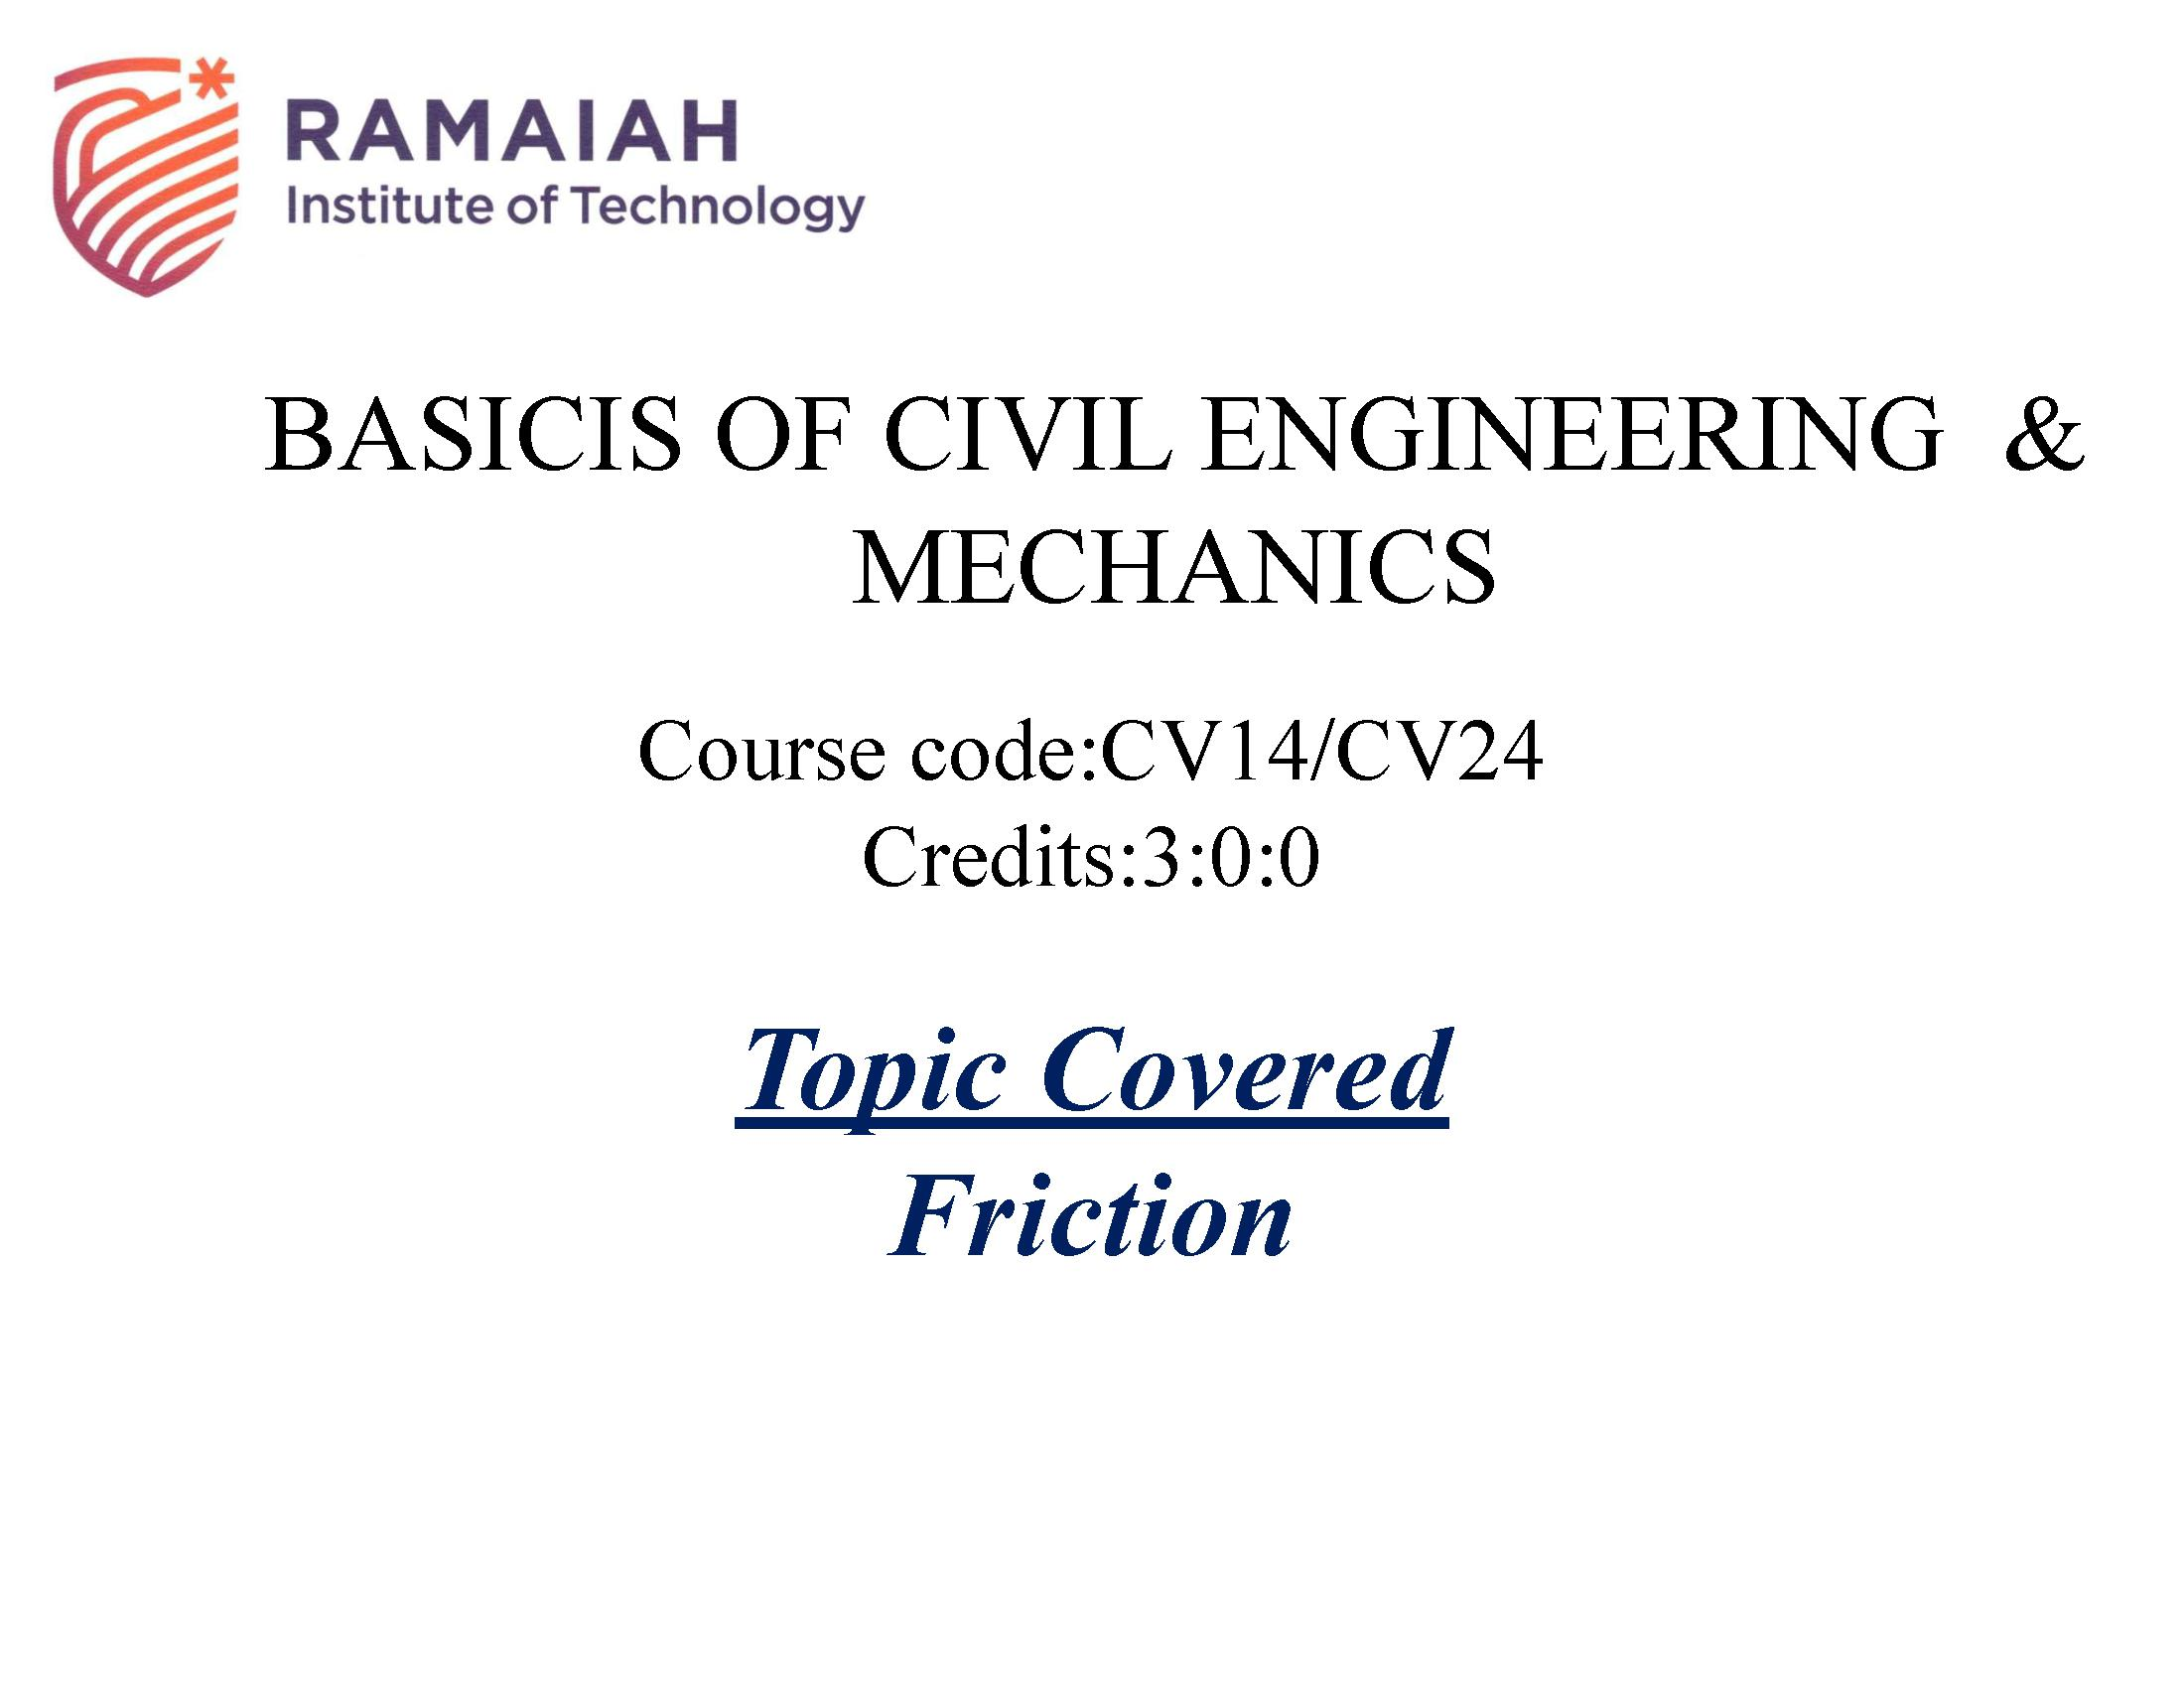 RAMAIAH
Institute of Technology
BASICIS OF CIVIL ENGINEERING &
MECHANICS
Course code:CV14/CV24
Credits:3:0:0
Topic Covered
Friction